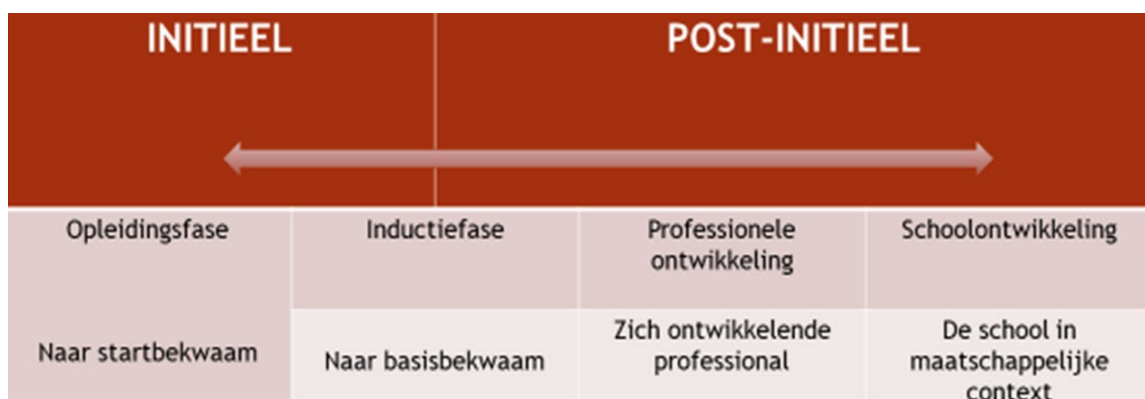 INITIEEL
POST-INITIEEL
Opleidingsfase
Inductiefase
Professionele
ontwikkeling
Schoolontwikkeling
Naar startbekwaam
Naar basisbekwaam
Zich ontwikkelende
professional
De school in
maatschappelijke
context